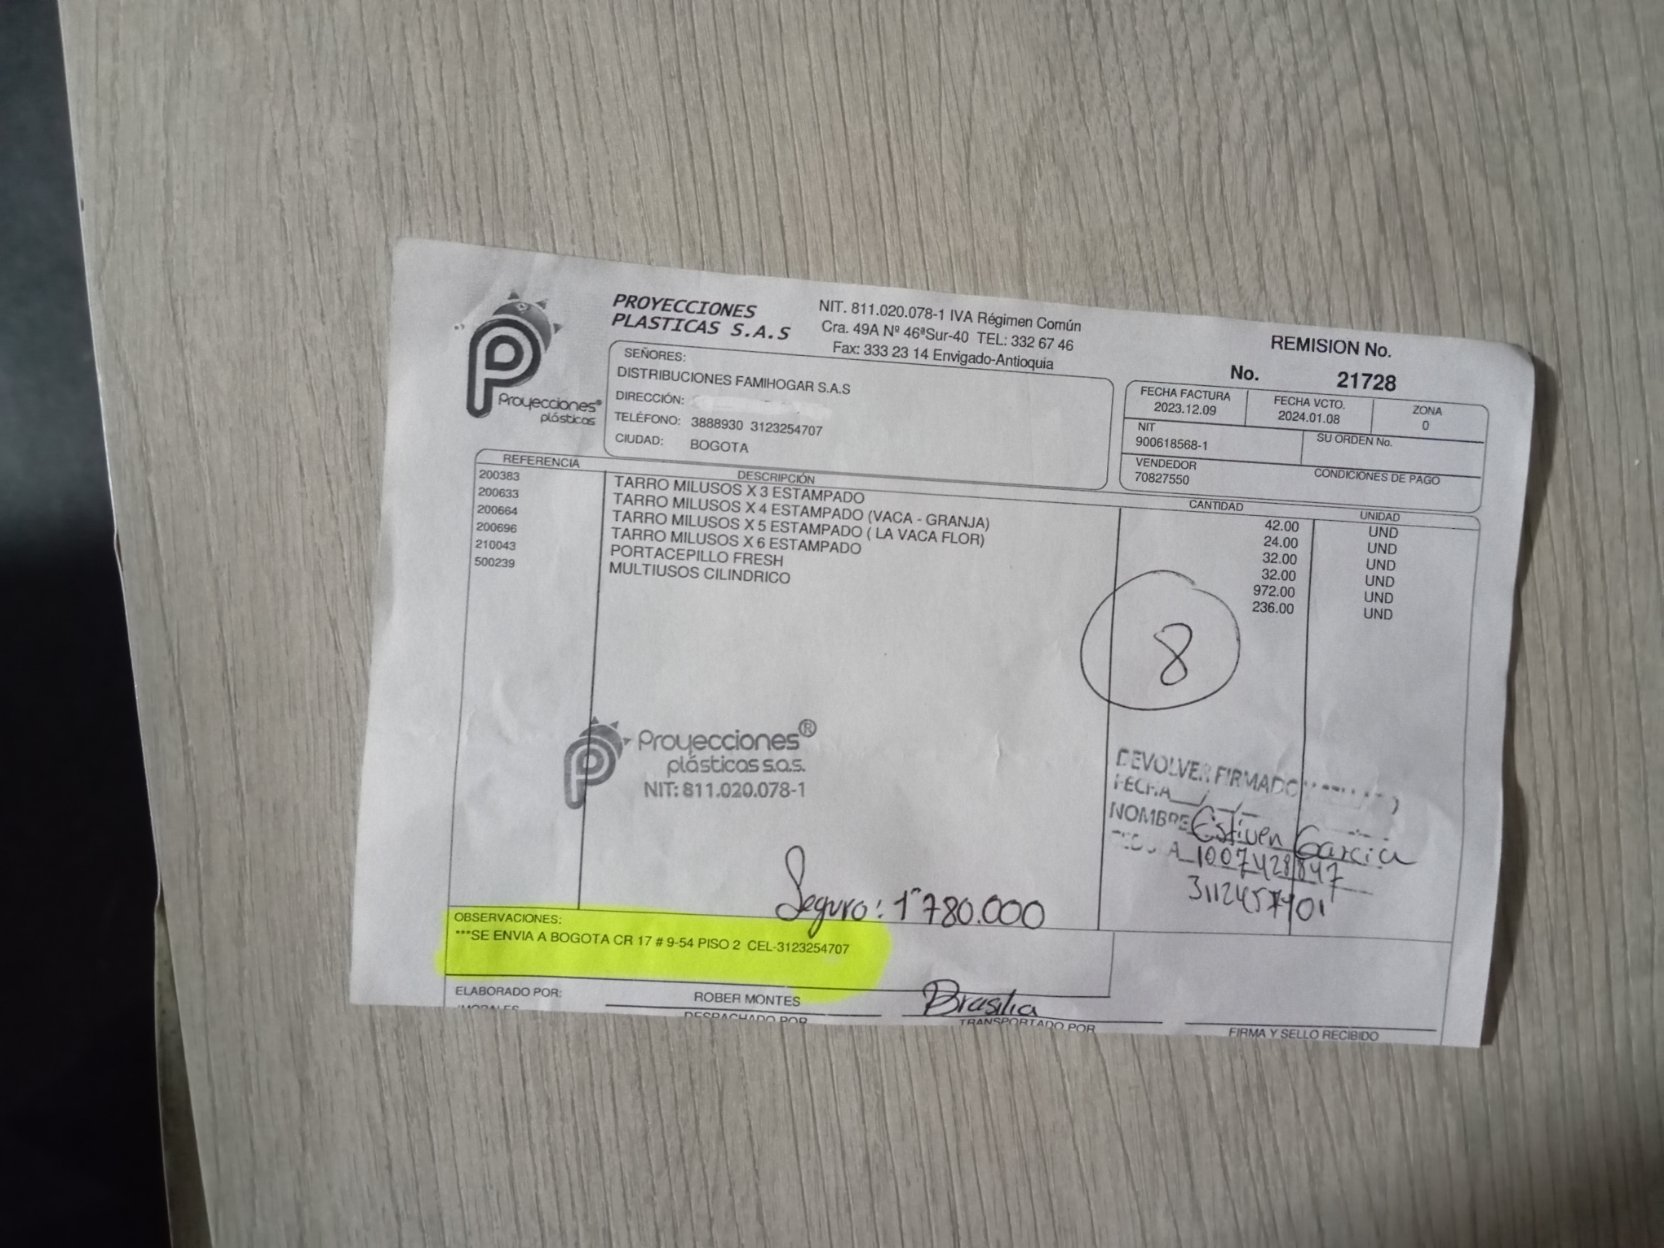 PROYECCIONES
PLASTICAS S.A.S
NIT. 811.020.078-1 IVA Régimen Común
Cra. 49A Nº 46ªSur-40 TEL: 332 67 46
Fax: 333 23 14 Envigado-Antioquia
REMISION No.
No. 21728
Proyecciones®
plásticas
SEÑORES:
DISTRIBUCIONES FAMIHOGAR S.A.S
DIRECCIÓN:
TELÉFONO: 3888930 3123254707
CIUDAD: BOGOTA
FECHA FACTURA
2023.12.09
FECHA VCTO.
2024.01.08
ZONA
0
NIT
900618568-1
SU ORDEN No.
VENDEDOR
70827550
CONDICIONES DE PAGO
REFERENCIA DESCRIPCIÓN CANTIDAD UNIDAD
200383 TARRO MILUSOS X 3 ESTAMPADO 42.00 UND
200633 TARRO MILUSOS X 4 ESTAMPADO (VACA - GRANJA) 24.00 UND
200664 TARRO MILUSOS X 5 ESTAMPADO ( LA VACA FLOR) 32.00 UND
200696 TARRO MILUSOS X 6 ESTAMPADO 32.00 UND
210043 PORTACEPILLO FRESH 972.00 UND
500239 MULTIUSOS CILINDRICO 236.00 UND
8
Proyecciones®
plásticas s.a.s.
NIT: 811.020.078-1
DEVOLVER FIRMADO
FECHA
NOMBRE Estiven Garcia
1007428847
Seguro: 1"780.000
OBSERVACIONES:
***SE ENVIA A BOGOTA CR 17 # 9-54 PISO 2 CEL-3123254707
ELABORADO POR:
ROBER MONTES
Brasilia
DESPACHADO POR
TRANSPORTADO POR
FIRMA Y SELLO RECIBIDO